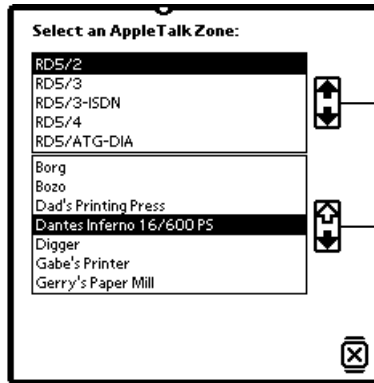 Select an AppleTalk Zone:
RD5/2
RD5/3
RD5/3-ISDN
RD5/4
RD5/ATG-DIA
Borg
Bozo
Dad's Printing Press
Dantes Inferno 16/600 PS
Digger
Gabe's Printer
Gerry's Paper Mill